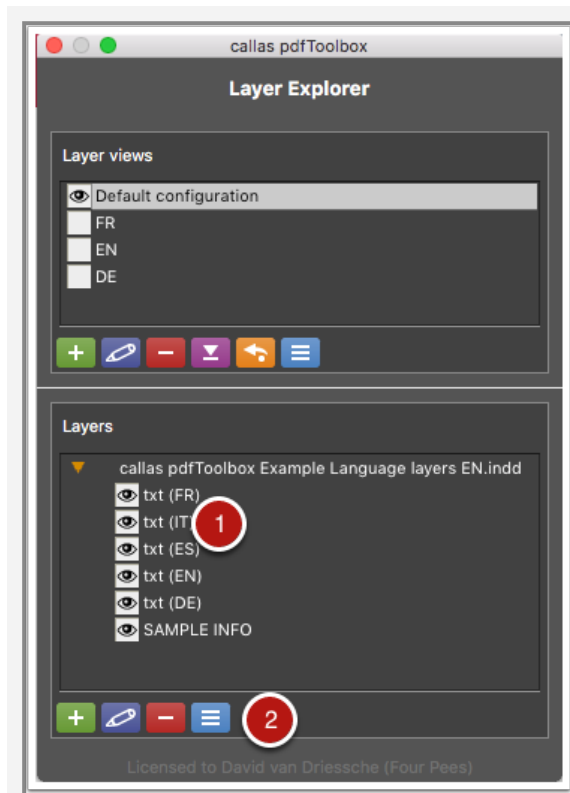 callas pdfToolbox
Layer Explorer
Layer views
Default configuration
FR
EN
DE
Layers
callas pdfToolbox Example Language layers EN.indd
txt (FR)
txt (IT)
1
txt (ES)
txt (EN)
txt (DE)
SAMPLE INFO
2
Licensed to David van Driessche (Four Pees)